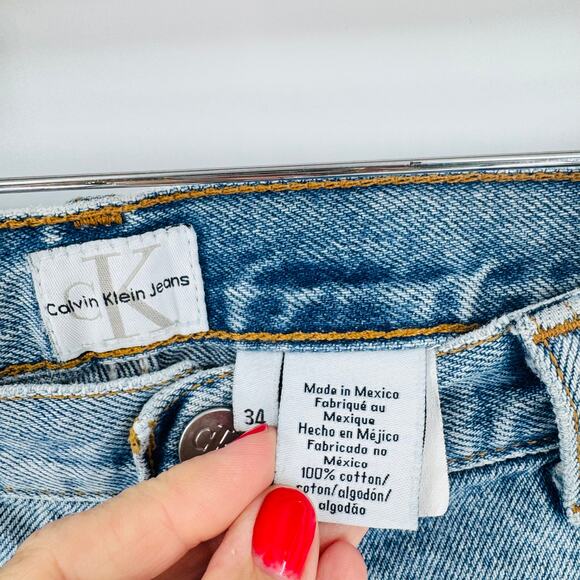 CK
Calvin Klein Jeans
34
Made in Mexico
Fabriqué au
Mexique
Hecho en Méjico
Fabricado no
México
100% cotton/
coton/algodón/
algodão